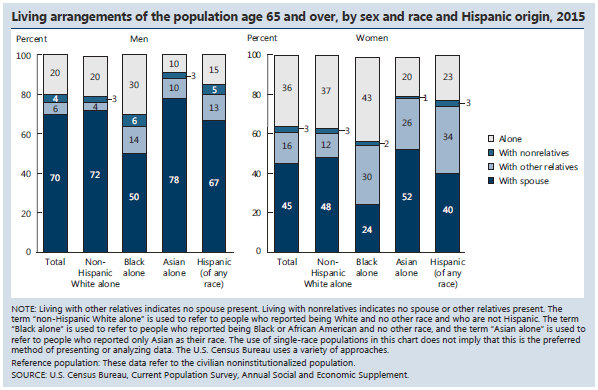 Living arrangements of the population age 65 and over, by sex and race and Hispanic origin, 2015
Percent
Men
100
80
60
40
20
0
20
4
6
70
20
3
4
72
30
6
14
50
10
3
10
78
15
5
13
67
Total
Non-
Hispanic
White alone
Black
alone
Asian
alone
Hispanic
(of any
race)
Percent
Women
100
80
60
40
20
0
36
3
16
45
37
3
12
48
43
2
30
24
20
1
26
52
23
3
34
40
Total
Non-
Hispanic
White alone
Black
alone
Asian
alone
Hispanic
(of any
race)
Alone
With nonrelatives
With other relatives
With spouse
NOTE: Living with other relatives indicates no spouse present. Living with nonrelatives indicates no spouse or other relatives present. The
term “non-Hispanic White alone” is used to refer to people who reported being White and no other race and who are not Hispanic. The term
“Black alone” is used to refer to people who reported being Black or African American and no other race, and the term “Asian alone” is used to
refer to people who reported only Asian as their race. The use of single-race populations in this chart does not imply that this is the preferred
method of presenting or analyzing data. The U.S. Census Bureau uses a variety of approaches.
Reference population: These data refer to the civilian noninstitutionalized population.
SOURCE: U.S. Census Bureau, Current Population Survey, Annual Social and Economic Supplement.